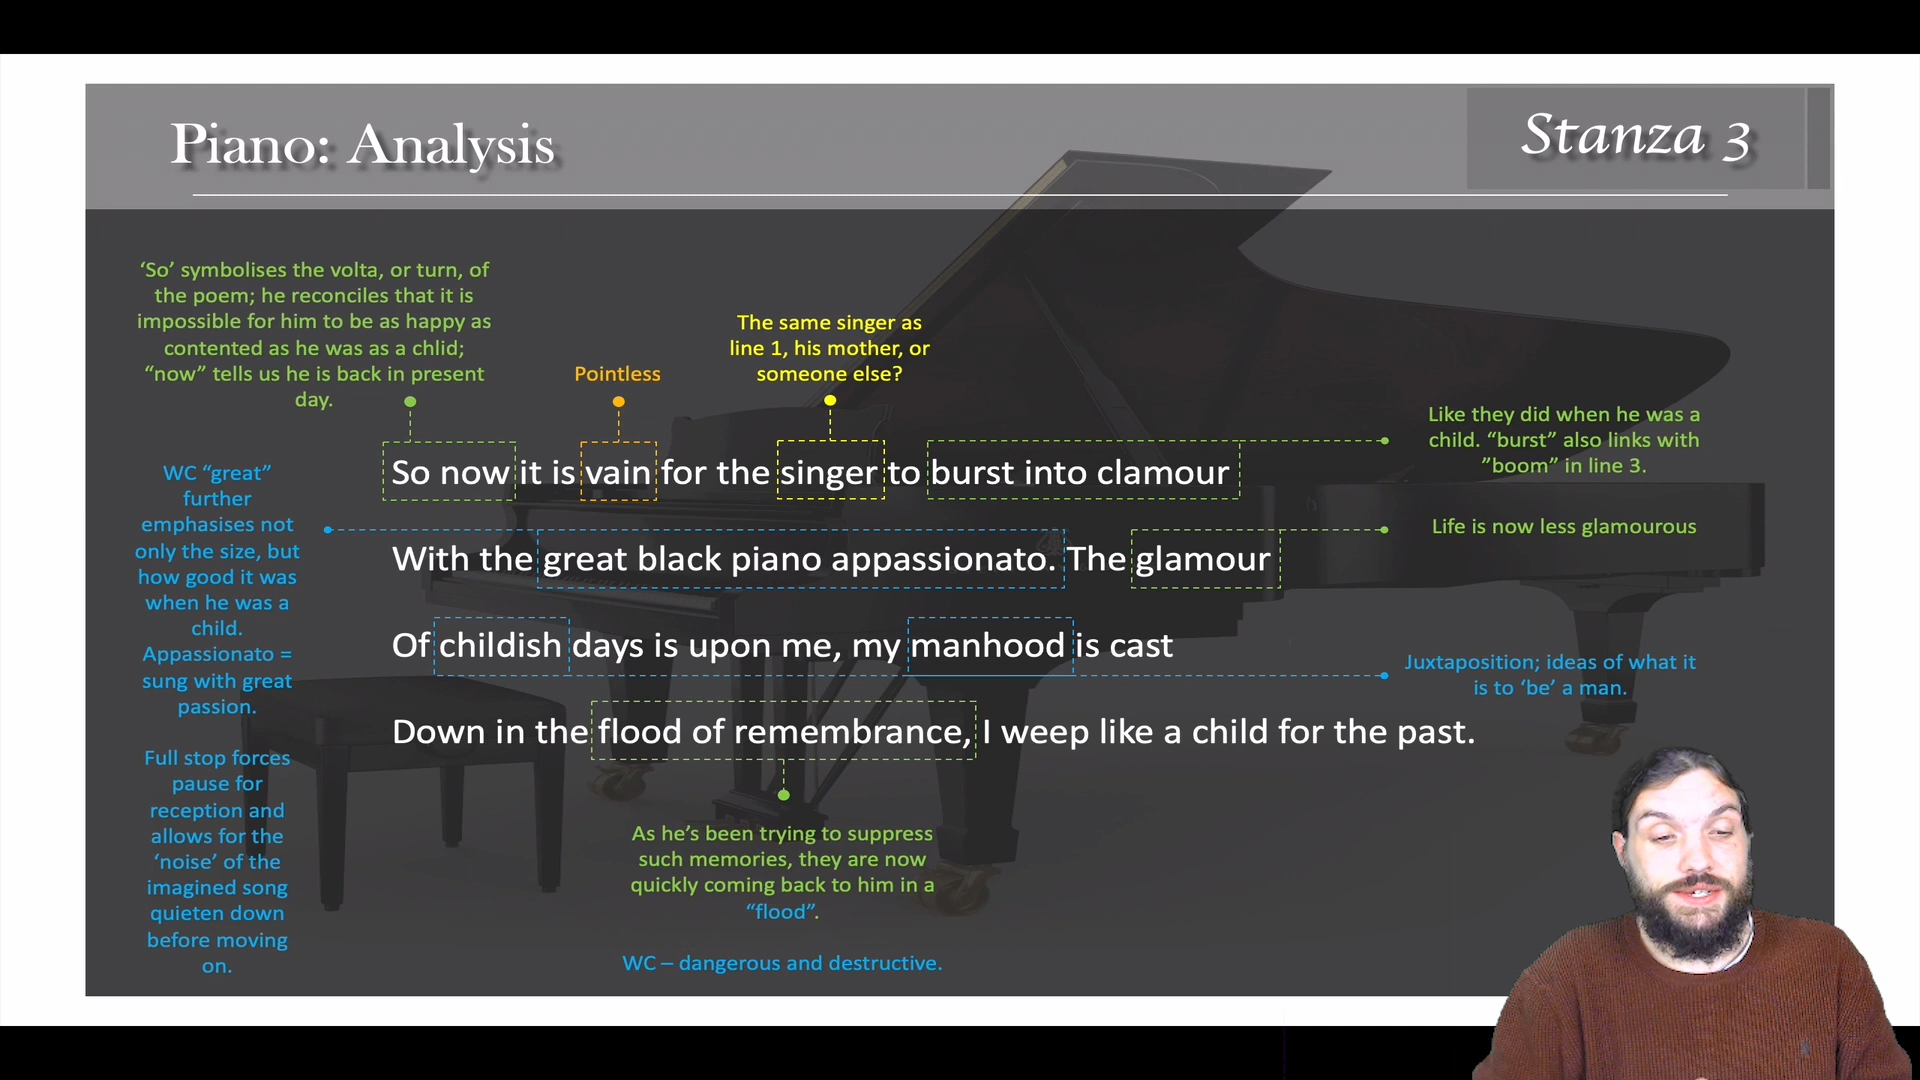 Piano: Analysis
Stanza 3
‘So’ symbolises the volta, or turn, of
the poem; he reconciles that it is
impossible for him to be as happy as
contented as he was as a chlid;
“now” tells us he is back in present
day.
Pointless
The same singer as
line 1, his mother, or
someone else?
Like they did when he was a
child. “burst” also links with
”boom” in line 3.
So now it is vain for the singer to burst into clamour
WC “great”
further
emphasises not
only the size, but
how good it was
when he was a
child.
Appassionato =
sung with great
passion.
Life is now less glamourous
With the great black piano appassionato. The glamour
Of childish days is upon me, my manhood is cast
Juxtaposition; ideas of what it
is to ‘be’ a man.
Down in the flood of remembrance, I weep like a child for the past.
Full stop forces
pause for
reception and
allows for the
‘noise’ of the
imagined song
quieten down
before moving
on.
As he’s been trying to suppress
such memories, they are now
quickly coming back to him in a
“flood”.
WC – dangerous and destructive.